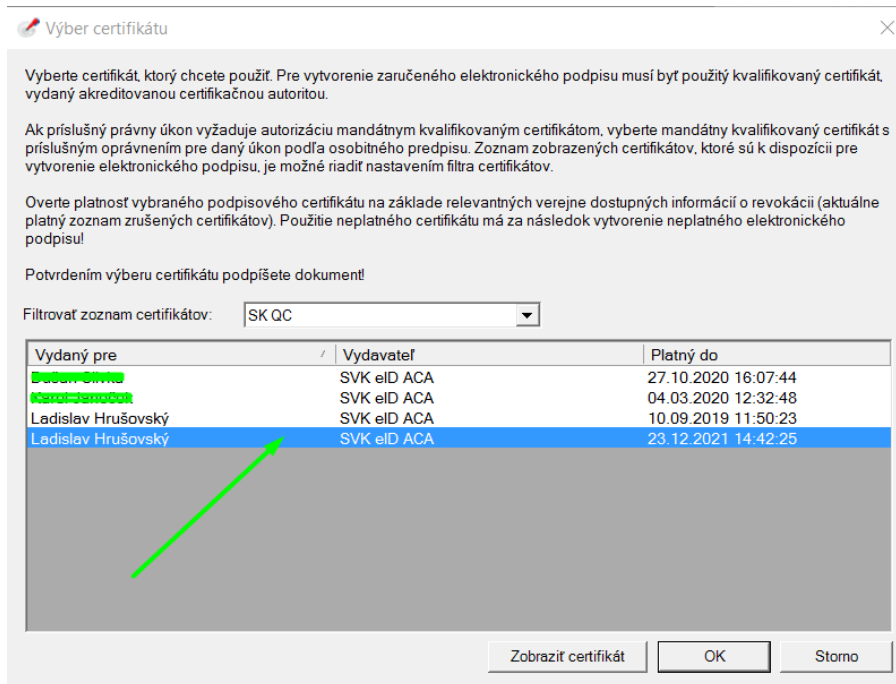 Výber certifikátu
Vyberte certifikát, ktorý chcete použiť. Pre vytvorenie zaručeného elektronického podpisu musí byť použitý kvalifikovaný certifikát,
vydaný akreditovanou certifikačnou autoritou.
Ak príslušný právny úkon vyžaduje autorizáciu mandátnym kvalifikovaným certifikátom, vyberte mandátny kvalifikovaný certifikát s
príslušným oprávnením pre daný úkon podľa osobitného predpisu. Zoznam zobrazených certifikátov, ktoré sú k dispozícii pre
vytvorenie elektronického podpisu, je možné riadiť nastavením filtra certifikátov.
Overte platnosť vybraného podpisového certifikátu na základe relevantných verejne dostupných informácií o revokácii (aktuálne
platný zoznam zrušených certifikátov). Použitie neplatného certifikátu má za následok vytvorenie neplatného elektronického
podpisu!
Potvrdením výberu certifikátu podpíšete dokument!
Filtrovať zoznam certifikátov: SK QC
Vydaný pre Vydavateľ Platný do
SVK eID ACA 27.10.2020 16:07:44
SVK eID ACA 04.03.2020 12:32:48
Ladislav Hrušovský SVK eID ACA 10.09.2019 11:50:23
Ladislav Hrušovský SVK eID ACA 23.12.2021 14:42:25
Zobraziť certifikát OK Storno